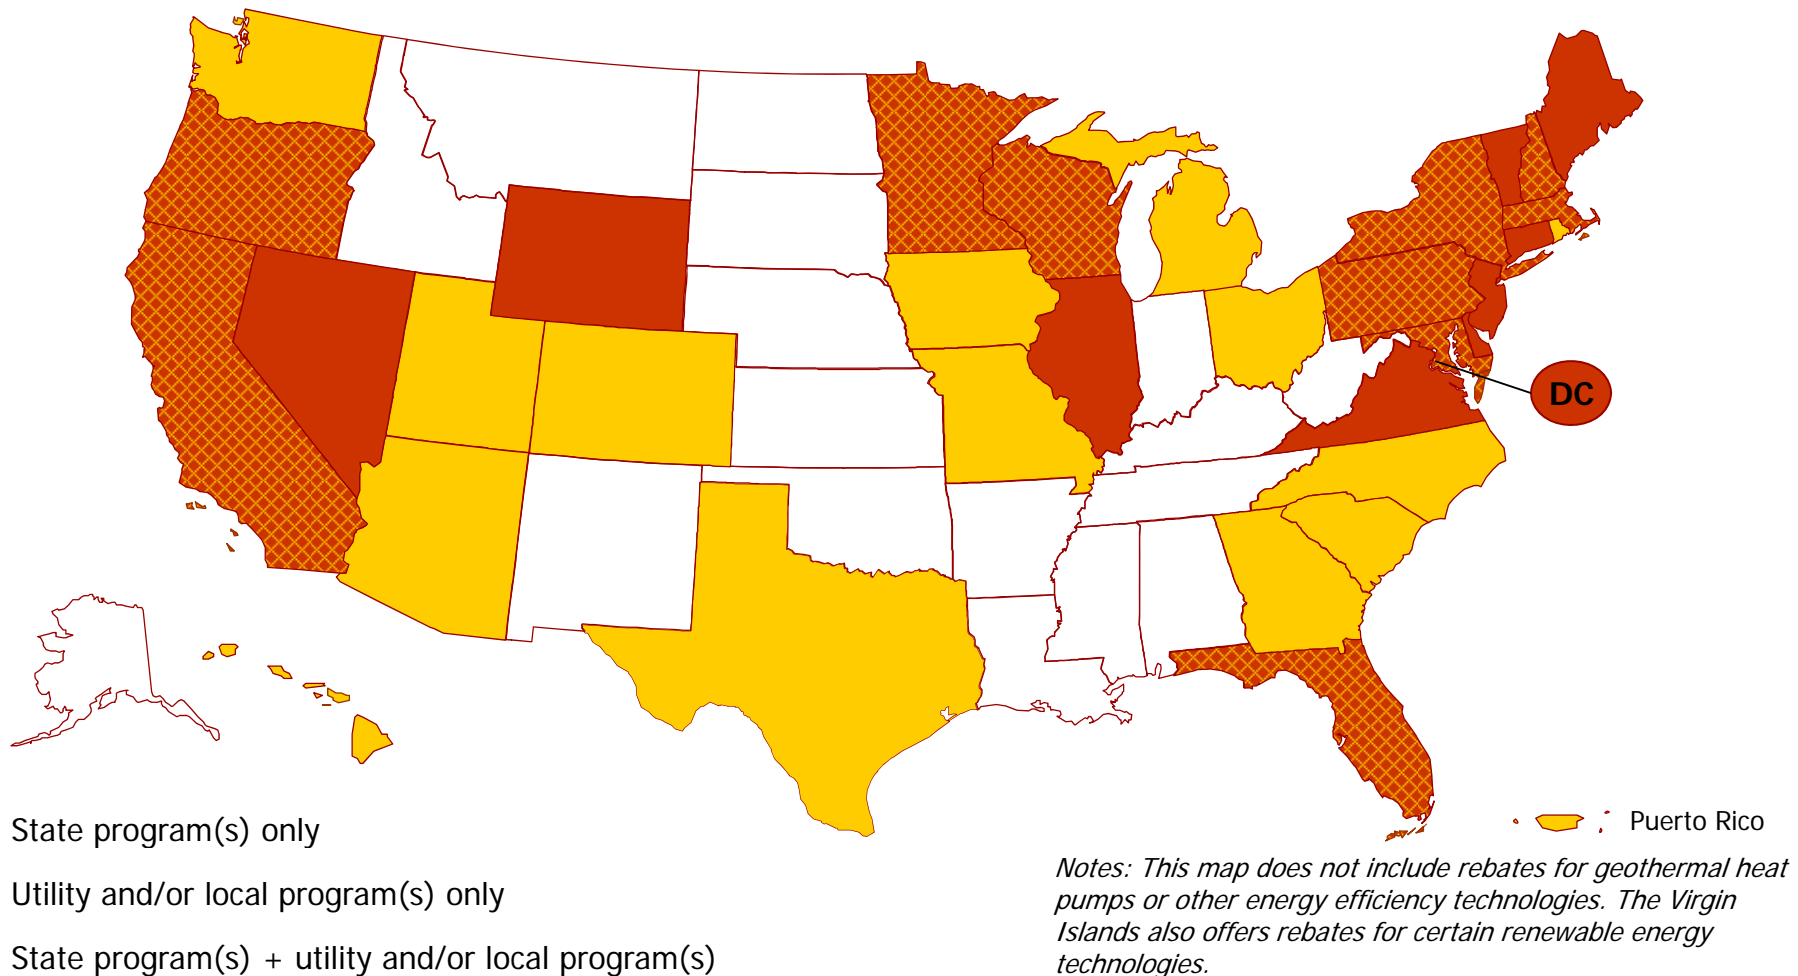 DC
Puerto Rico
State program(s) only
Utility and/or local program(s) only
State program(s) + utility and/or local program(s)
Notes: This map does not include rebates for geothermal heat
pumps or other energy efficiency technologies. The Virgin
Islands also offers rebates for certain renewable energy
technologies.